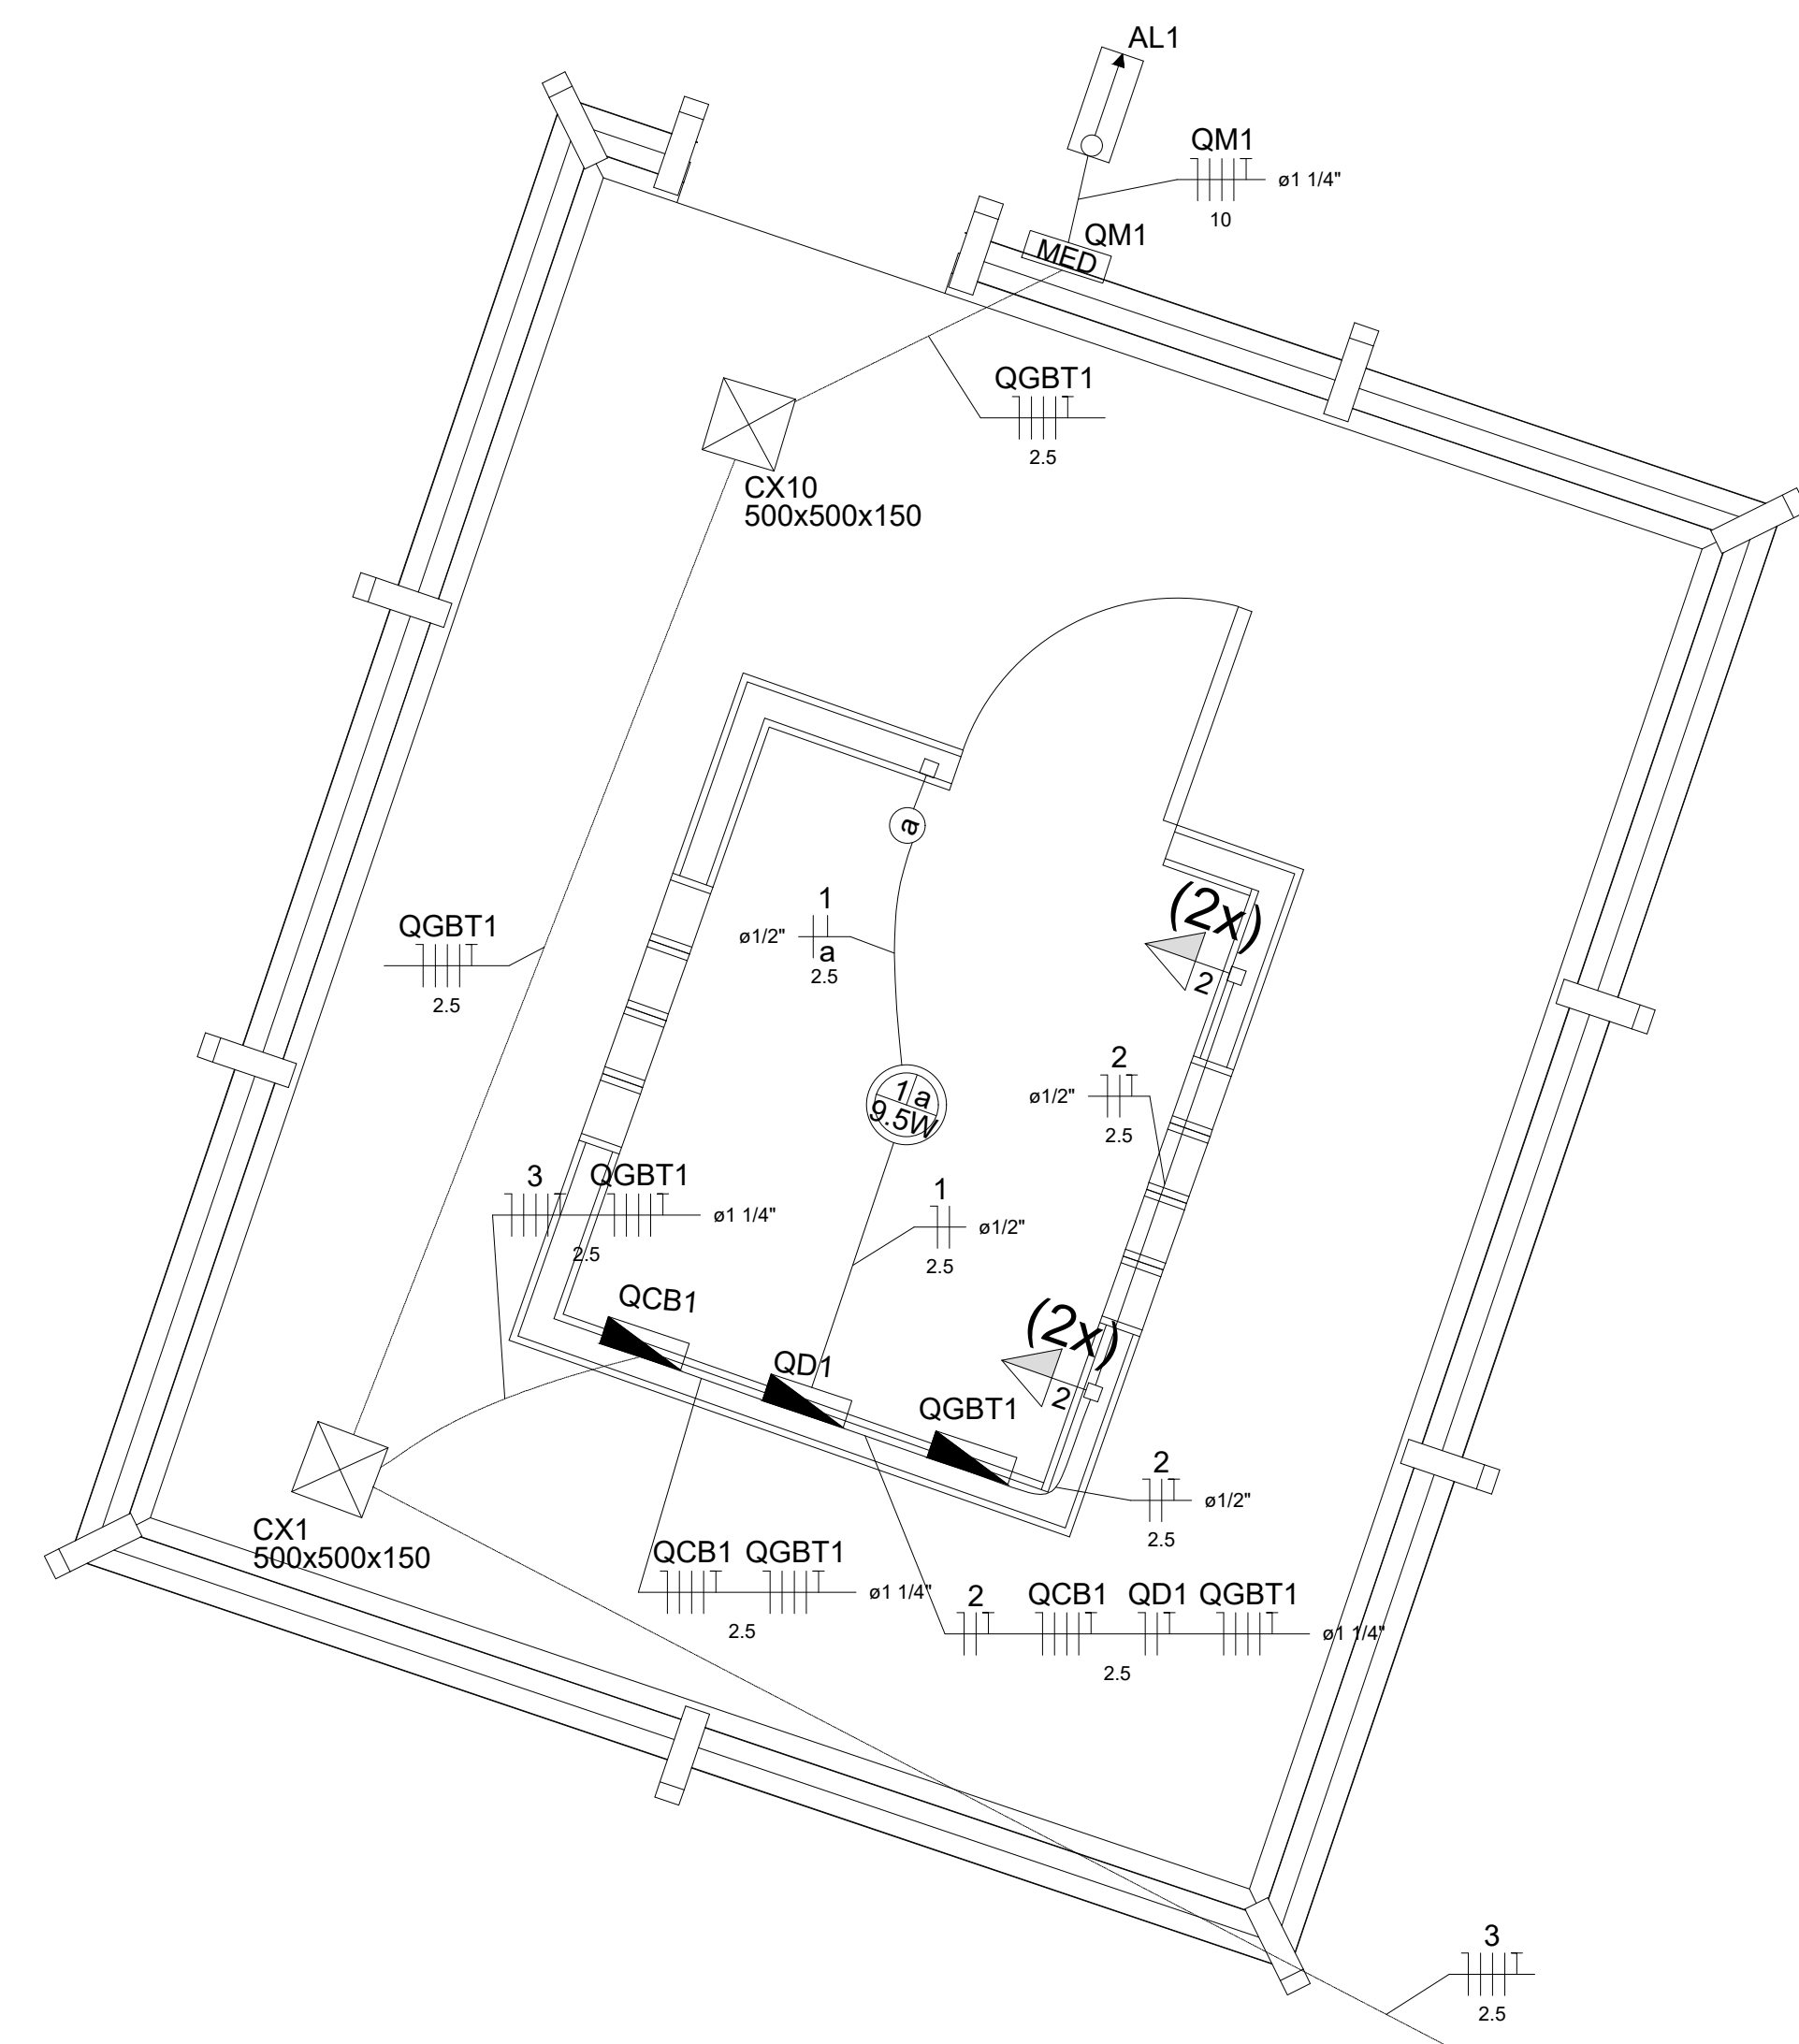 AL1
QM1
ø1 1/4"
10
QM1
MED
QGBT1
2.5
CX10
500x500x150
a
1
ø1/2"
a
2.5
(2x)
2
QGBT1
2.5
2
ø1/2"
2.5
1 a
9.5W
3 QGBT1
ø1 1/4"
2.5
1
ø1/2"
2.5
QCB1
QD1
(2x)
2
QGBT1
2
ø1/2"
2.5
CX1
500x500x150
QCB1 QGBT1
ø1 1/4"
2.5
2 QCB1 QD1 QGBT1
ø1 1/4"
2.5
3
2.5